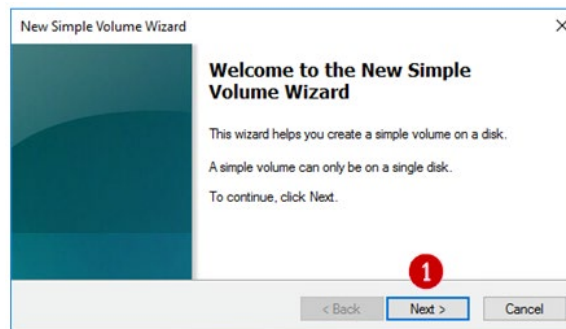 New Simple Volume Wizard
Welcome to the New Simple
Volume Wizard
This wizard helps you create a simple volume on a disk.
A simple volume can only be on a single disk.
To continue, click Next.
1
< Back
Next >
Cancel